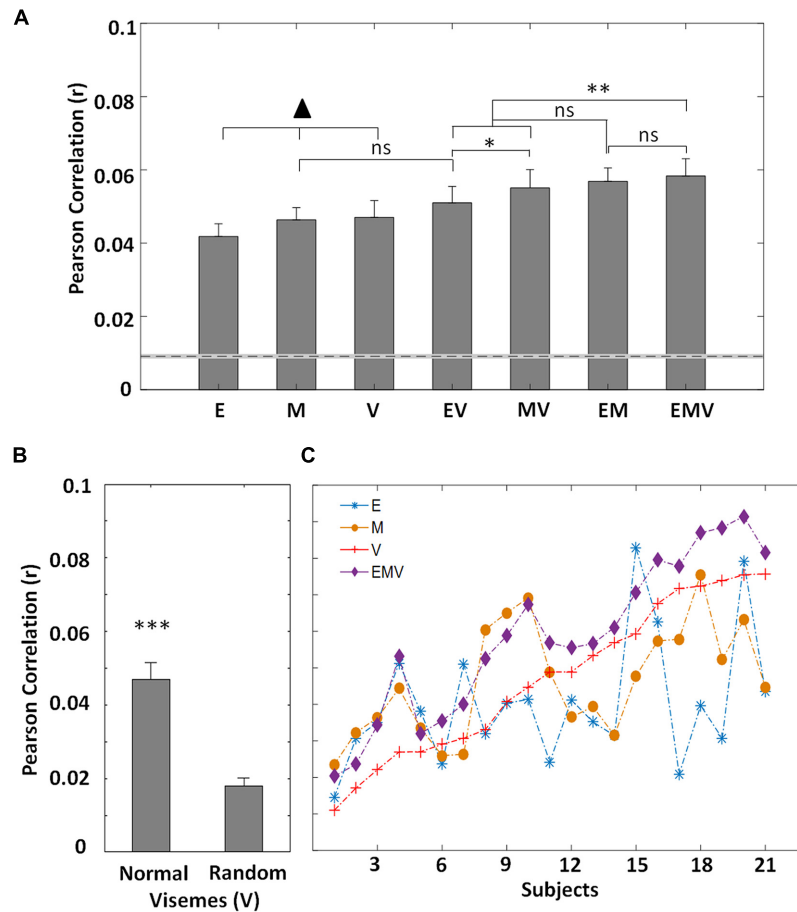 A
0.1
0.08
0.06
0.04
0.02
0
Pearson Correlation (r)
▲
ns
*
ns
**
ns
E M V EV MV EM EMV
B
0.1
0.08
0.06
0.04
0.02
0
Pearson Correlation (r)
***
Normal Random
Visemes (V)
C
E
M
V
EMV
3 6 9 12 15 18 21
Subjects